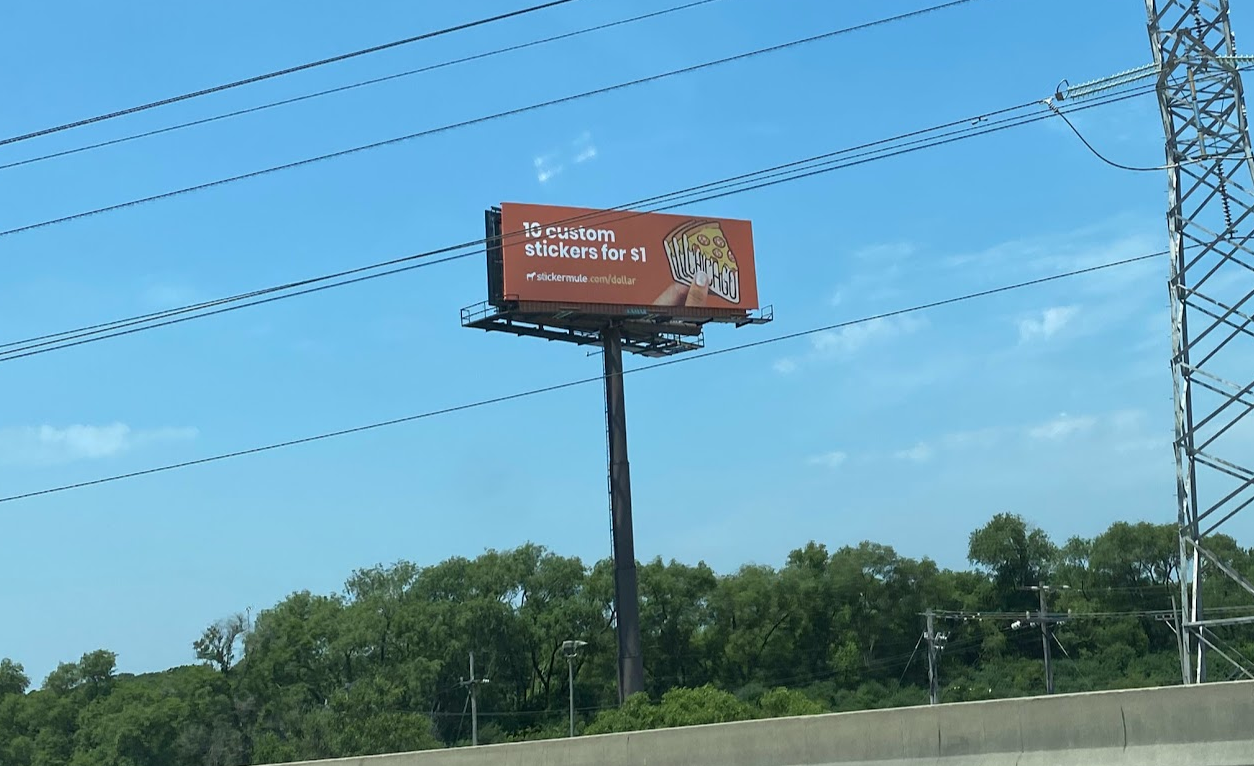 10 custom
stickers for $1
stickermule.com/dollar
CHICAGO